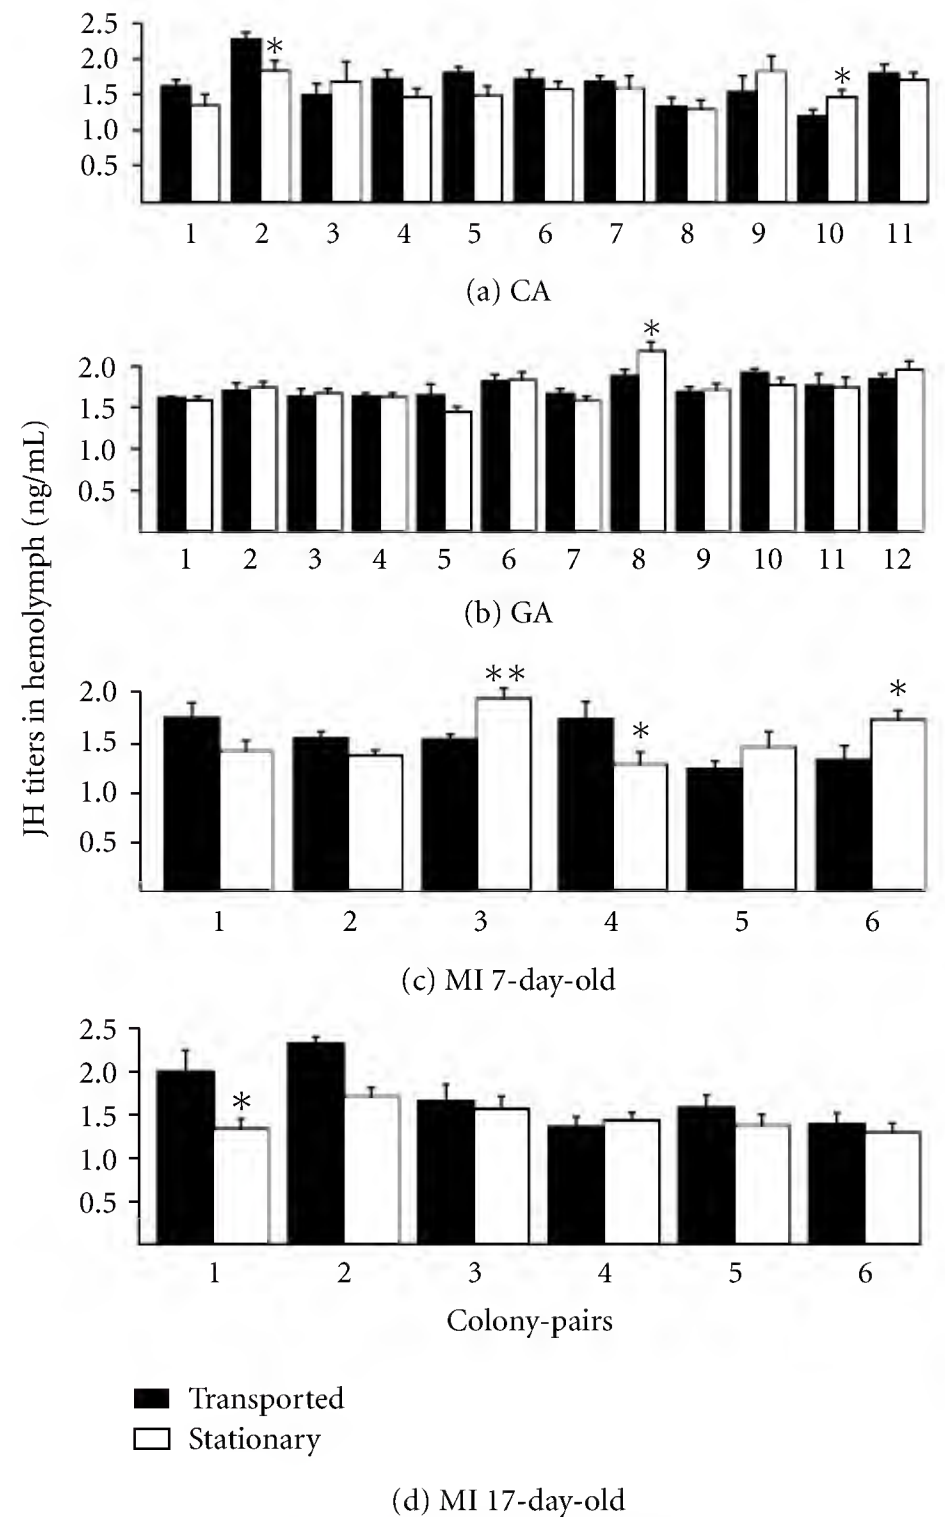 JH titers in hemolymph (ng/mL)
2.5
2.0
1.5
1.0
0.5
*
*
1 2 3 4 5 6 7 8 9 10 11
(a) CA
2.0
1.5
1.0
0.5
*
1 2 3 4 5 6 7 8 9 10 11 12
(b) GA
2.0
1.5
1.0
0.5
**
*
*
1 2 3 4 5 6
(c) MI 7-day-old
2.5
2.0
1.5
1.0
0.5
*
1 2 3 4 5 6
Colony-pairs
Transported
Stationary
(d) MI 17-day-old